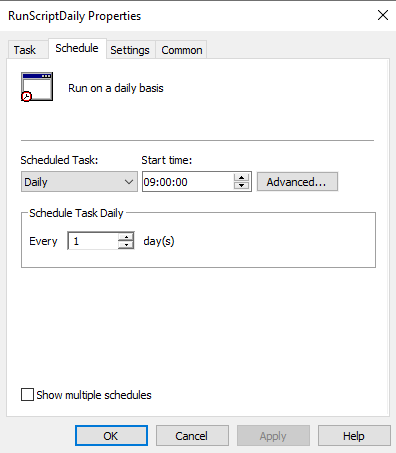 RunScriptDaily Properties
Task Schedule Settings Common
Run on a daily basis
Scheduled Task: Start time:
Daily 09:00:00 Advanced...
Schedule Task Daily
Every 1 day(s)
Show multiple schedules
OK Cancel Apply Help